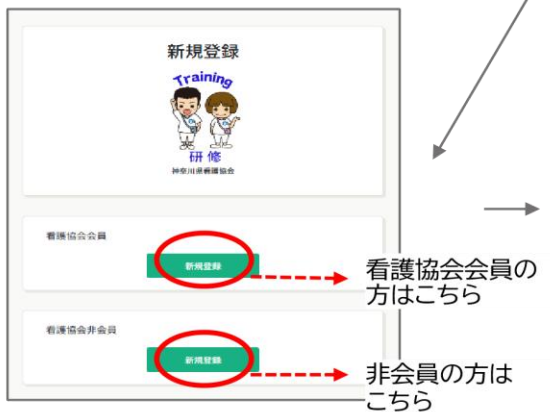 新規登録
Training
研修
神奈川県看護協会
看護協会会員
新規登録
看護協会会員の
方はこちら
看護協会非会員
新規登録
非会員の方は
こちら